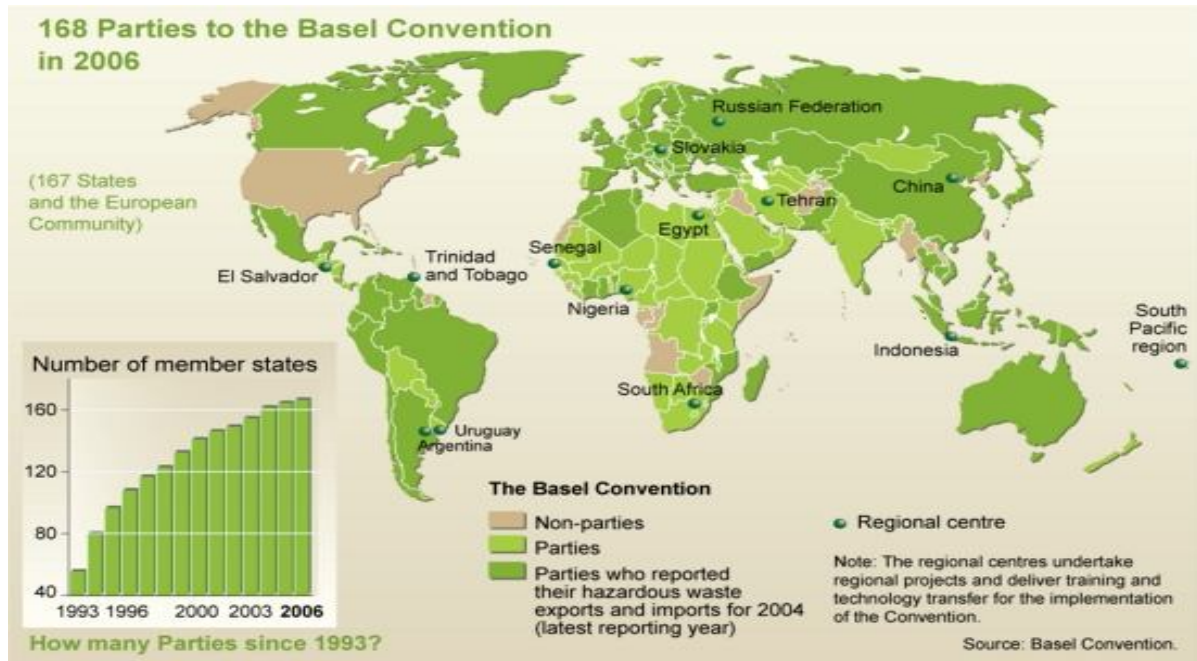 168 Parties to the Basel Convention
in 2006
(167 States
and the European
Community)
Russian Federation
Slovakia
China
Tehran
Egypt
Senegal
Trinidad
and Tobago
El Salvador
Nigeria
South
Pacific
region
Indonesia
South Africa
Uruguay
Argentina
Number of member states
160
120
80
40
1993 1996 2000 2003 2006
How many Parties since 1993?
The Basel Convention
Non-parties
Parties
Parties who reported
their hazardous waste
exports and imports for 2004
(latest reporting year)
Regional centre
Note: The regional centres undertake
regional projects and deliver training and
technology transfer for the implementation
of the Convention.
Source: Basel Convention.